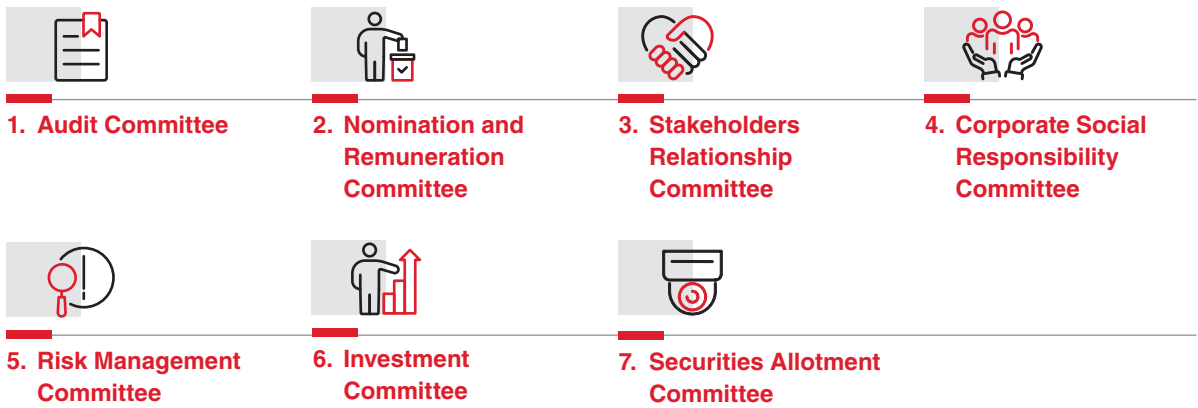 1. Audit Committee
2. Nomination and
Remuneration
Committee
3. Stakeholders
Relationship
Committee
4. Corporate Social
Responsibility
Committee
5. Risk Management
Committee
6. Investment
Committee
7. Securities Allotment
Committee